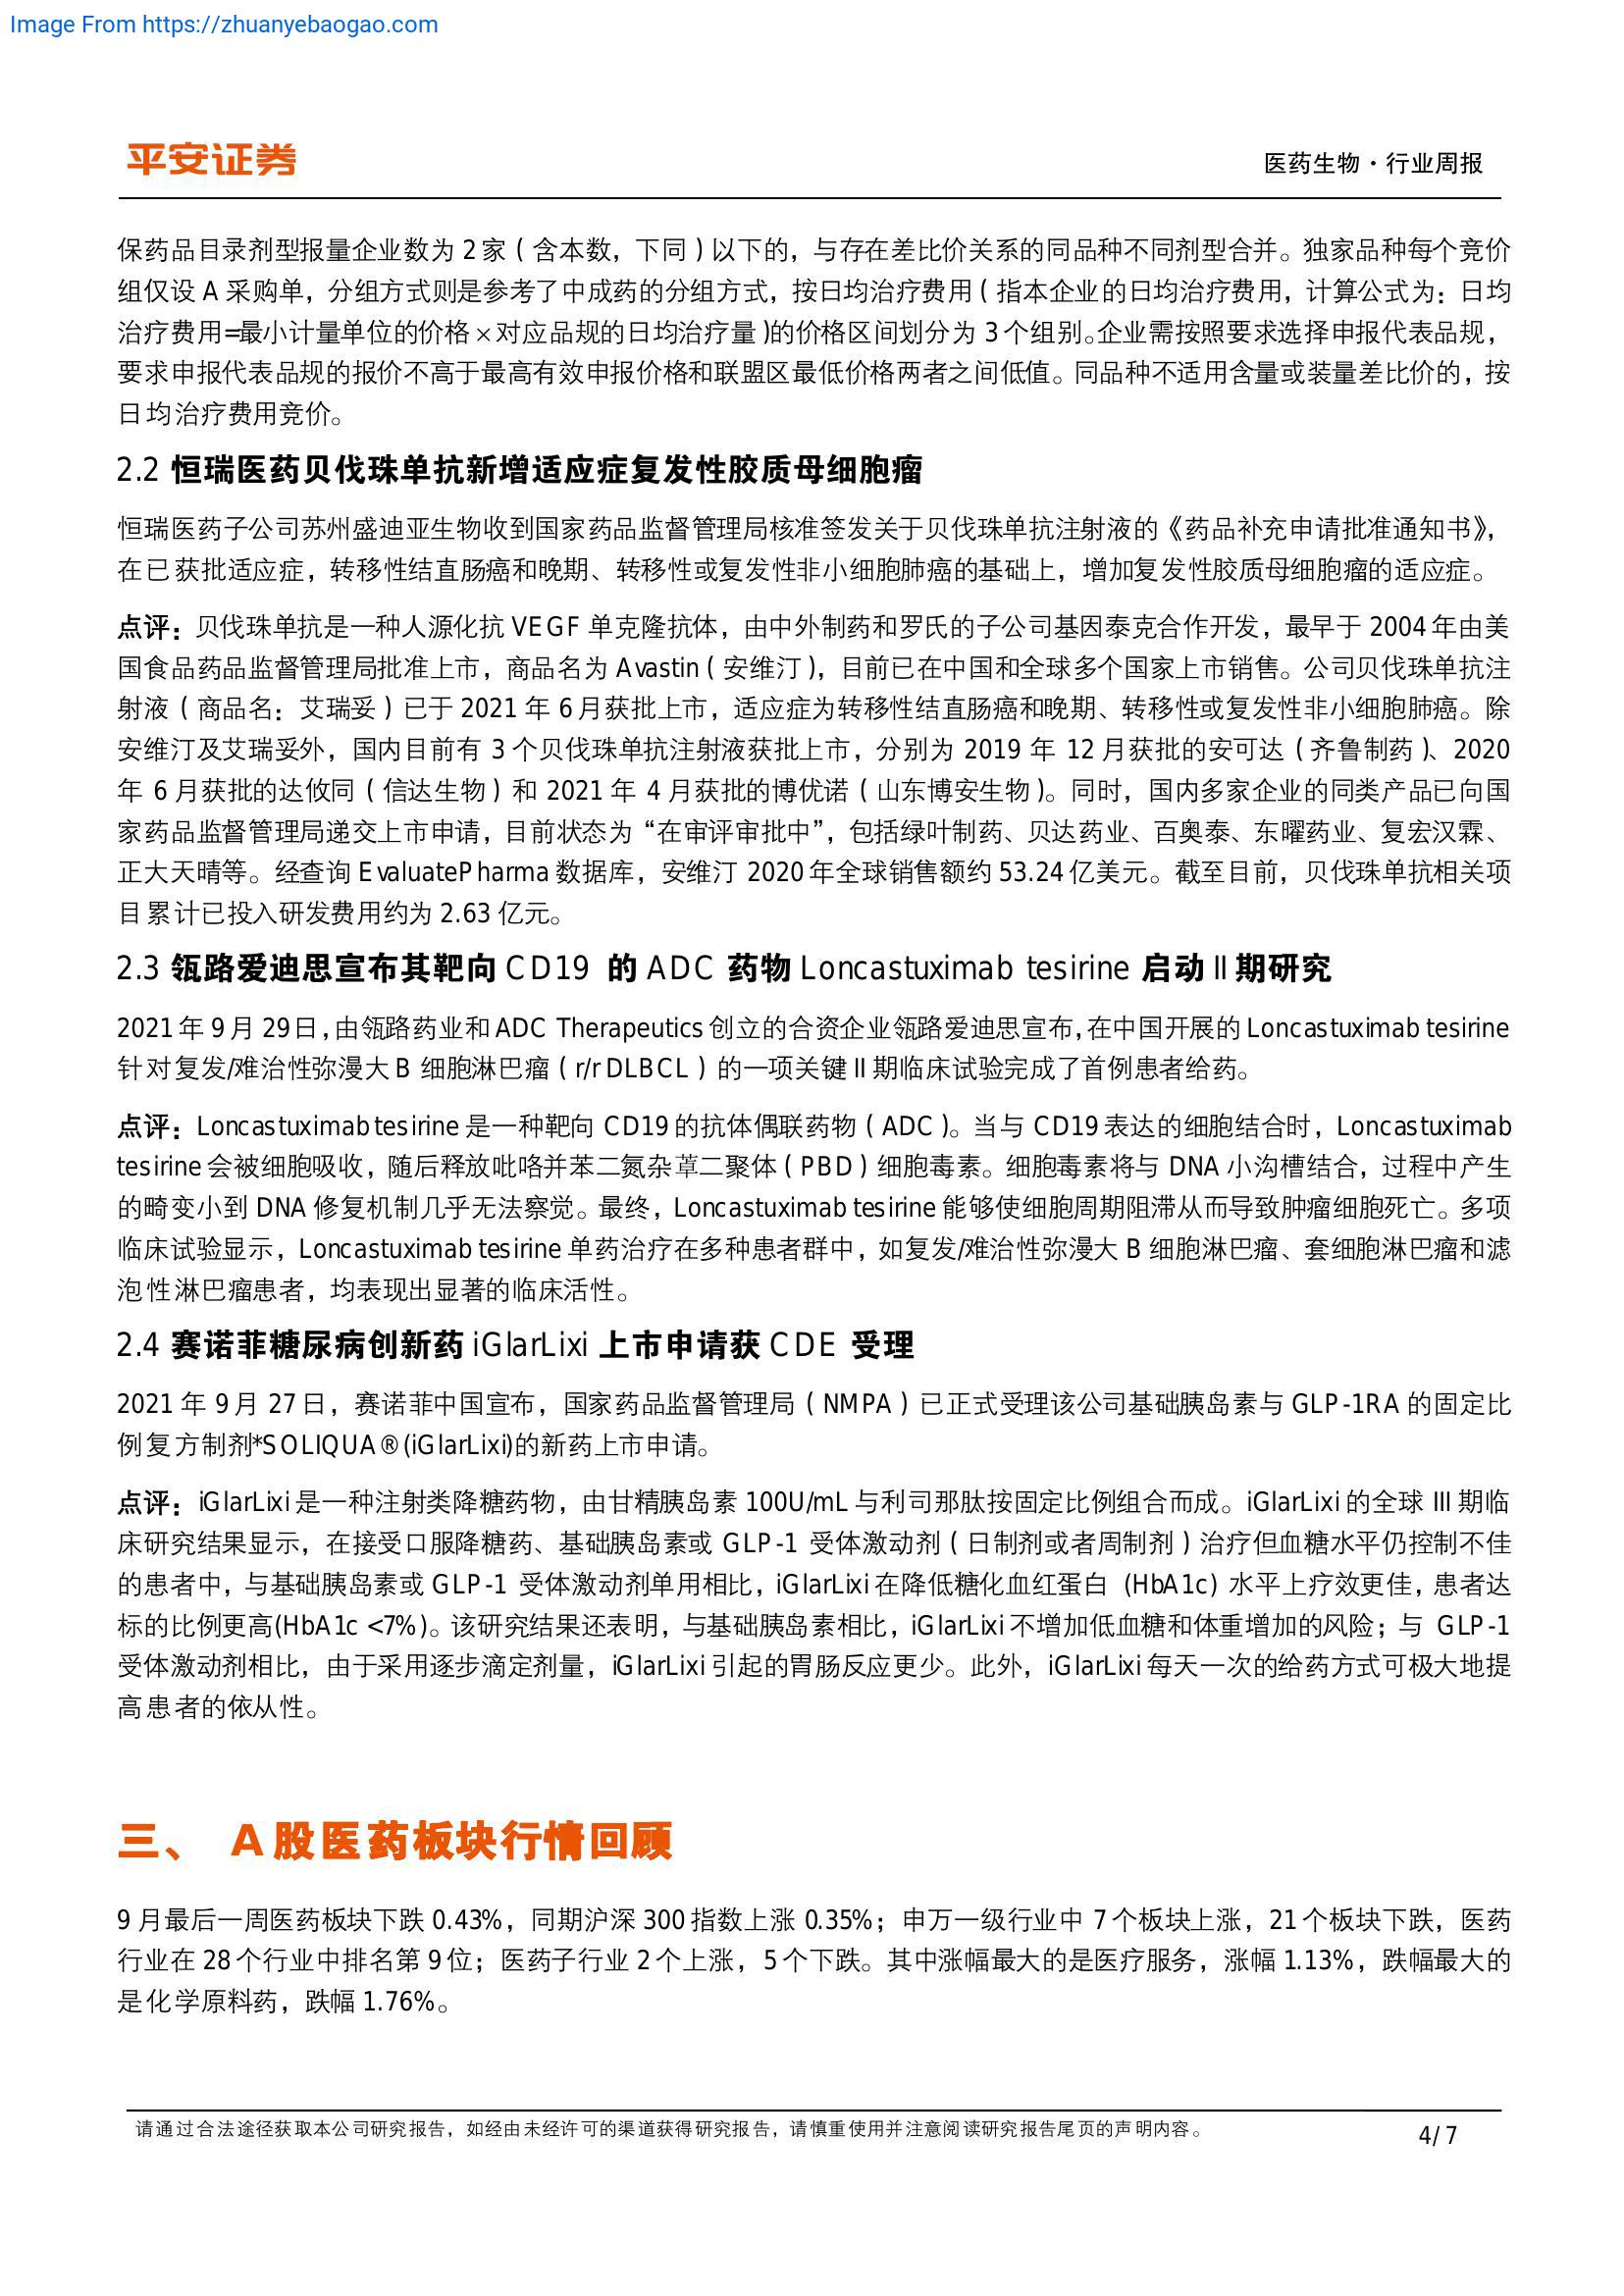 Image From https://zhuanyebaogao.com
平安证券
医药生物·行业周报
保药品目录剂型报量企业数为 2 家（含本数，下同）以下的，与存在差比价关系的同品种不同剂型合并。独家品种每个竞价
组仅设 A 采购单，分组方式则是参考了中成药的分组方式，按日均治疗费用（指本企业的日均治疗费用，计算公式为：日均
治疗费用=最小计量单位的价格×对应品规的日均治疗量)的价格区间划分为 3 个组别。企业需按照要求选择申报代表品规，
要求申报代表品规的报价不高于最高有效申报价格和联盟区最低价格两者之间低值。同品种不适用含量或装量差比价的，按
日均治疗费用竞价。
2.2 恒瑞医药贝伐珠单抗新增适应症复发性胶质母细胞瘤
恒瑞医药子公司苏州盛迪亚生物收到国家药品监督管理局核准签发关于贝伐珠单抗注射液的《药品补充申请批准通知书》，
在已获批适应症，转移性结直肠癌和晚期、转移性或复发性非小细胞肺癌的基础上，增加复发性胶质母细胞瘤的适应症。
点评：贝伐珠单抗是一种人源化抗 VEGF 单克隆抗体，由中外制药和罗氏的子公司基因泰克合作开发，最早于 2004 年由美
国食品药品监督管理局批准上市，商品名为 Avastin（安维汀），目前已在中国和全球多个国家上市销售。公司贝伐珠单抗注
射液（商品名：艾瑞妥）已于 2021 年 6 月获批上市，适应症为转移性结直肠癌和晚期、转移性或复发性非小细胞肺癌。除
安维汀及艾瑞妥外，国内目前有 3 个贝伐珠单抗注射液获批上市，分别为 2019 年 12 月获批的安可达（齐鲁制药）、2020
年 6 月获批的达攸同（信达生物）和 2021 年 4 月获批的博优诺（山东博安生物）。同时，国内多家企业的同类产品已向国
家药品监督管理局递交上市申请，目前状态为“在审评审批中”，包括绿叶制药、贝达药业、百奥泰、东曜药业、复宏汉霖、
正大天晴等。经查询 EvaluatePharma 数据库，安维汀 2020 年全球销售额约 53.24 亿美元。截至目前，贝伐珠单抗相关项
目累计已投入研发费用约为 2.63 亿元。
2.3 瓴路爱迪思宣布其靶向 CD19 的 ADC 药物 Loncastuximab tesirine 启动 II 期研究
2021 年 9 月 29 日，由瓴路药业和 ADC Therapeutics 创立的合资企业瓴路爱迪思宣布，在中国开展的 Loncastuximab tesirine
针对复发/难治性弥漫大 B 细胞淋巴瘤（r/r DLBCL）的一项关键 II 期临床试验完成了首例患者给药。
点评：Loncastuximab tesirine 是一种靶向 CD19 的抗体偶联药物（ADC）。当与 CD19 表达的细胞结合时，Loncastuximab
tesirine 会被细胞吸收，随后释放吡咯并苯二氮杂䓬二聚体（PBD）细胞毒素。细胞毒素将与 DNA 小沟槽结合，过程中产生
的畸变小到 DNA 修复机制几乎无法察觉。最终，Loncastuximab tesirine 能够使细胞周期阻滞从而导致肿瘤细胞死亡。多项
临床试验显示，Loncastuximab tesirine 单药治疗在多种患者群中，如复发/难治性弥漫大 B 细胞淋巴瘤、套细胞淋巴瘤和滤
泡性淋巴瘤患者，均表现出显著的临床活性。
2.4 赛诺菲糖尿病创新药 iGlarLixi 上市申请获 CDE 受理
2021 年 9 月 27 日，赛诺菲中国宣布，国家药品监督管理局（NMPA）已正式受理该公司基础胰岛素与 GLP-1RA 的固定比
例复方制剂*SOLIQUA®(iGlarLixi)的新药上市申请。
点评：iGlarLixi 是一种注射类降糖药物，由甘精胰岛素 100U/mL 与利司那肽按固定比例组合而成。iGlarLixi 的全球 III 期临
床研究结果显示，在接受口服降糖药、基础胰岛素或 GLP-1 受体激动剂（日制剂或者周制剂）治疗但血糖水平仍控制不佳
的患者中，与基础胰岛素或 GLP-1 受体激动剂单用相比，iGlarLixi 在降低糖化血红蛋白 (HbA1c) 水平上疗效更佳，患者达
标的比例更高(HbA1c <7%)。该研究结果还表明，与基础胰岛素相比，iGlarLixi 不增加低血糖和体重增加的风险；与 GLP-1
受体激动剂相比，由于采用逐步滴定剂量，iGlarLixi 引起的胃肠反应更少。此外，iGlarLixi 每天一次的给药方式可极大地提
高患者的依从性。
三、 A 股医药板块行情回顾
9 月最后一周医药板块下跌 0.43%，同期沪深 300 指数上涨 0.35%；申万一级行业中 7 个板块上涨，21 个板块下跌，医药
行业在 28 个行业中排名第 9 位；医药子行业 2 个上涨，5 个下跌。其中涨幅最大的是医疗服务，涨幅 1.13%，跌幅最大的
是化学原料药，跌幅 1.76%。
请通过合法途径获取本公司研究报告，如经由未经许可的渠道获得研究报告，请慎重使用并注意阅读研究报告尾页的声明内容。
4/ 7